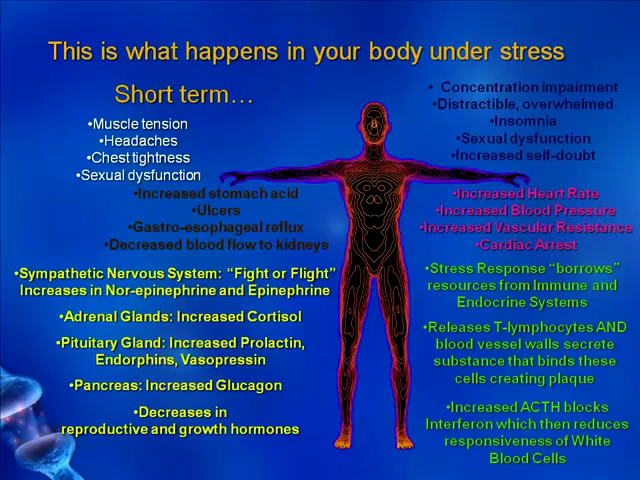 This is what happens in your body under stress
Short term…
•Muscle tension
•Headaches
•Chest tightness
•Sexual dysfunction
•Increased stomach acid
•Ulcers
•Gastro-esophageal reflux
•Decreased blood flow to kidneys
•Sympathetic Nervous System: “Fight or Flight”
Increases in Nor-epinephrine and Epinephrine
•Adrenal Glands: Increased Cortisol
•Pituitary Gland: Increased Prolactin,
Endorphins, Vasopressin
•Pancreas: Increased Glucagon
•Decreases in
reproductive and growth hormones
• Concentration impairment
•Distractible, overwhelmed
•Insomnia
•Sexual dysfunction
•Increased self-doubt
•Increased Heart Rate
•Increased Blood Pressure
•Increased Vascular Resistance
•Cardiac Arrest
•Stress Response “borrows”
resources from Immune and
Endocrine Systems
•Releases T-lymphocytes AND
blood vessel walls secrete
substance that binds these
cells creating plaque
•Increased ACTH blocks
Interferon which then reduces
responsiveness of White
Blood Cells